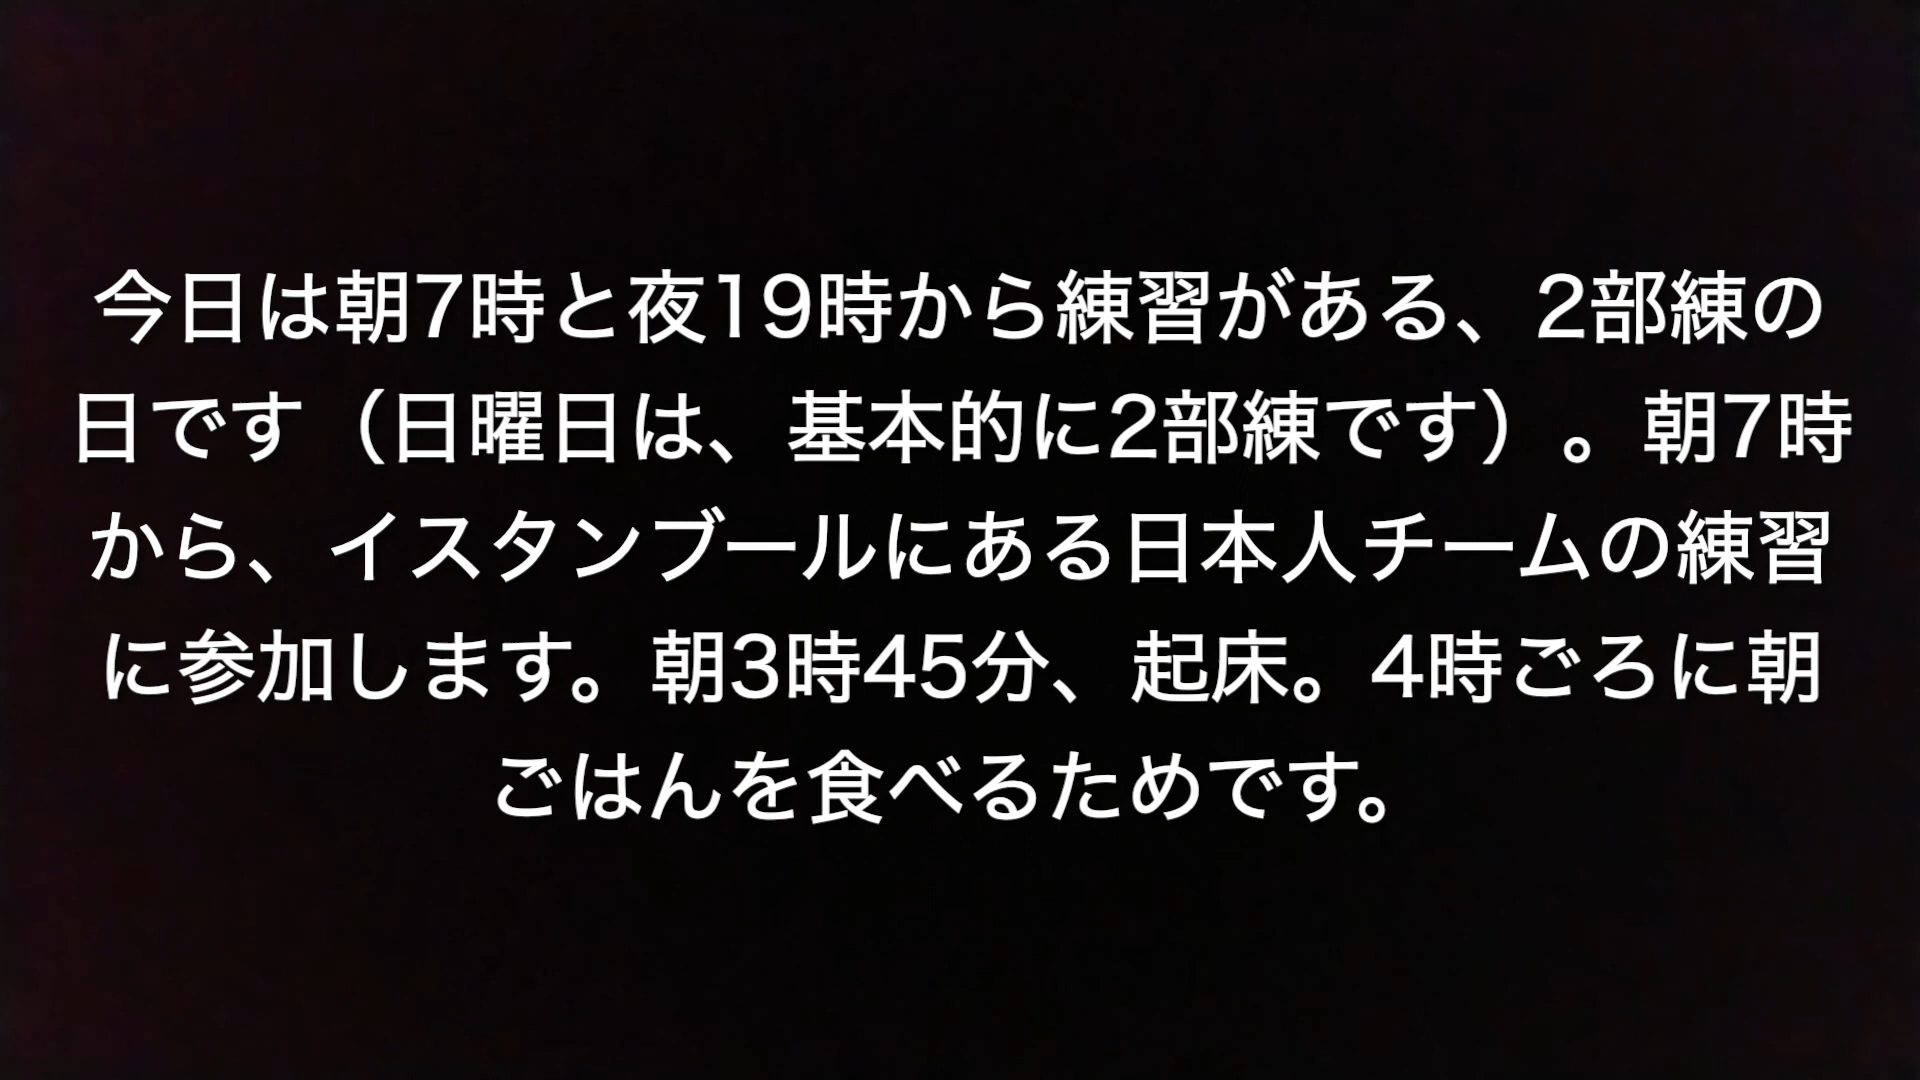 今日は朝7時と夜19時から練習がある、2部練の
日です（日曜日は、基本的に2部練です）。朝7時
から、イスタンブールにある日本人チームの練習
に参加します。朝3時45分、起床。4時ごろに朝
ごはんを食べるためです。